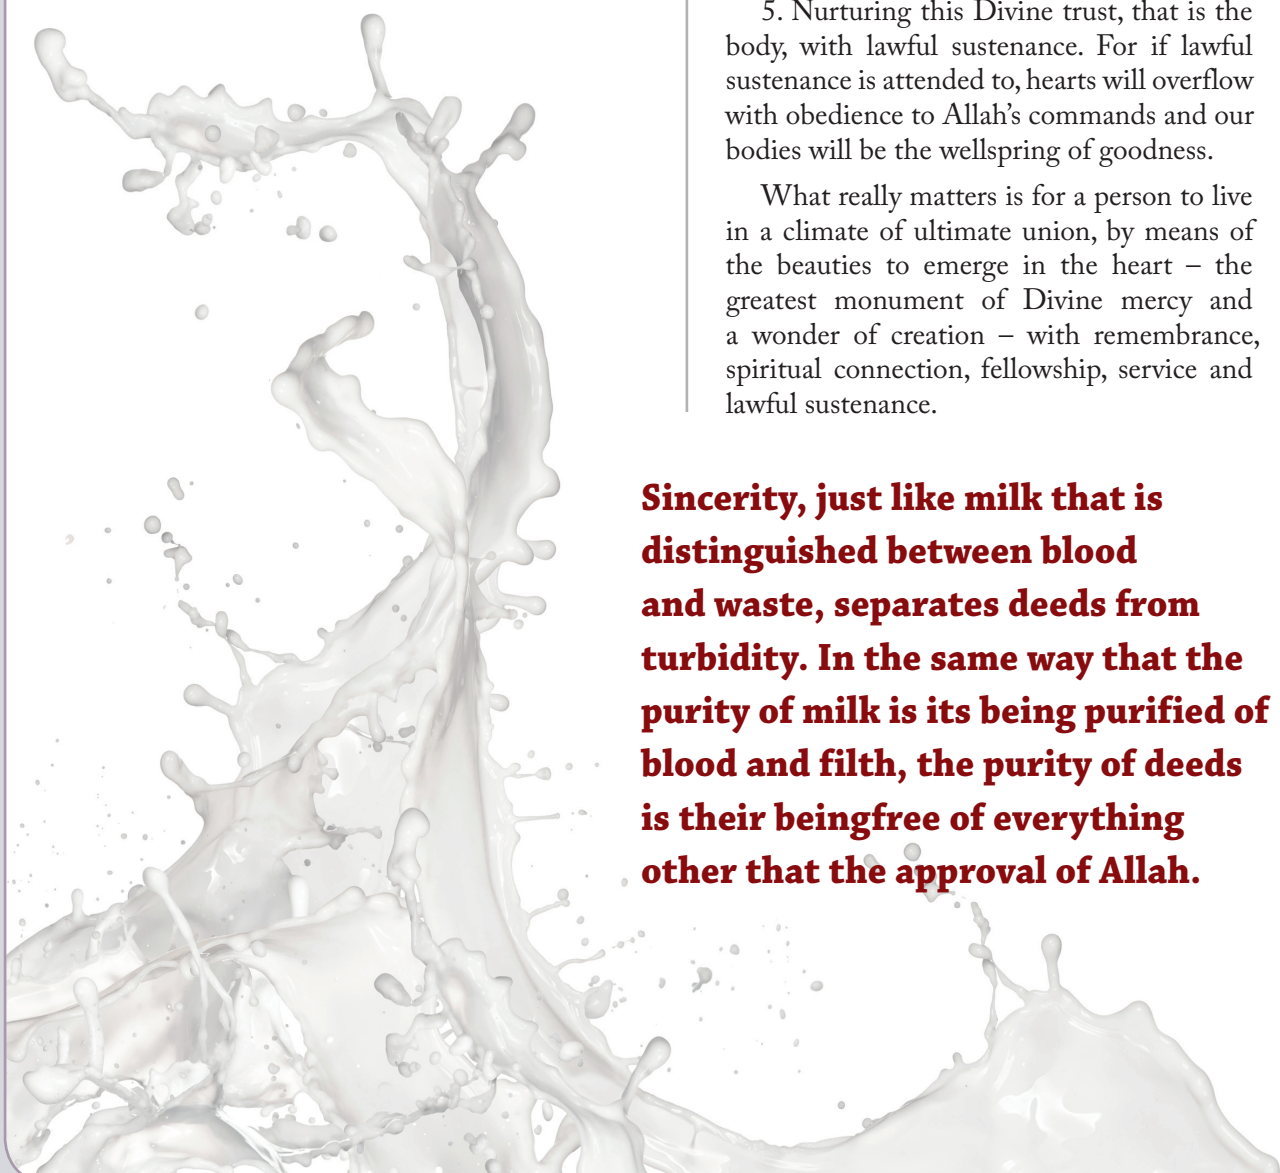 5. Nurturing this Divine trust, that is the
body, with lawful sustenance. For if lawful
sustenance is attended to, hearts will overflow
with obedience to Allah’s commands and our
bodies will be the wellspring of goodness.
What really matters is for a person to live
in a climate of ultimate union, by means of
the beauties to emerge in the heart – the
greatest monument of Divine mercy and
a wonder of creation – with remembrance,
spiritual connection, fellowship, service and
lawful sustenance.
Sincerity, just like milk that is
distinguished between blood
and waste, separates deeds from
turbidity. In the same way that the
purity of milk is its being purified of
blood and filth, the purity of deeds
is their beingfree of everything
other that the approval of Allah.